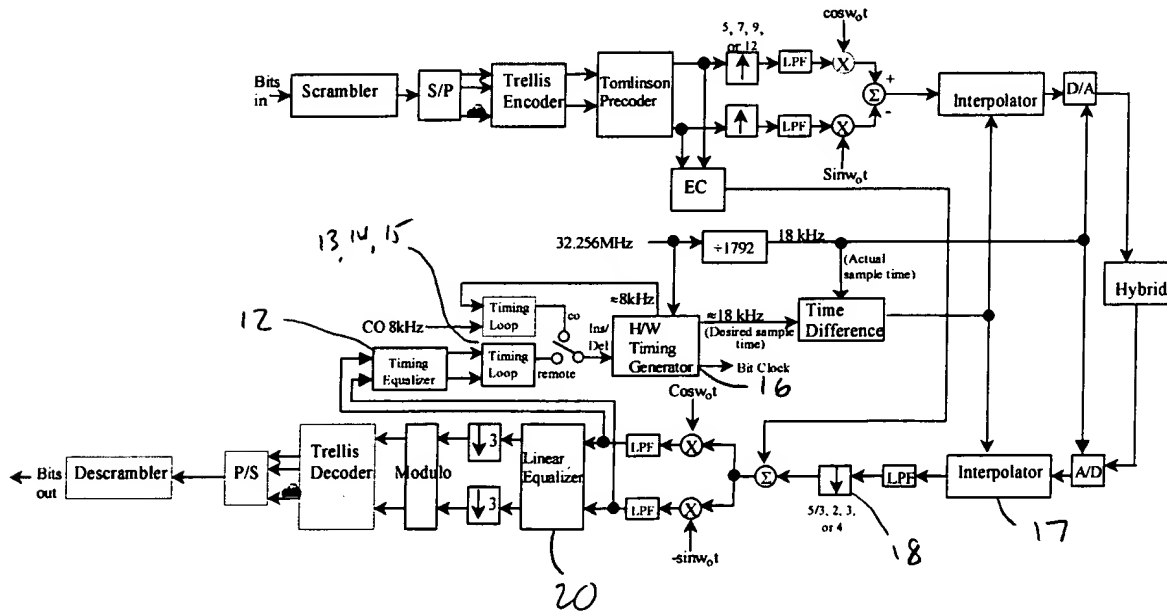 cosw₀t
5, 7, 9,
or 12
Bits
in
Scrambler
S/P
Trellis
Encoder
Tomlinson
Precoder
LPF
X
+
Σ
-
Interpolator
D/A
LPF
X
Sinw₀t
EC
13, 14, 15
32.256MHz
÷1792
18 kHz
(Actual
sample time)
Hybrid
≈8kHz
12
Timing
Loop
co
CO 8kHz
Ins/
Del
H/W
Timing
Generator
≈18 kHz
(Desired sample
time)
Time
Difference
Timing
Equalizer
Timing
Loop
remote
Bit Clock
16
Cosw₀t
Bits
out
Descrambler
P/S
Trellis
Decoder
Modulo
3
Linear
Equalizer
LPF
X
Σ
5/3, 2, 3,
or 4
LPF
Interpolator
A/D
3
LPF
X
-sinw₀t
18
17
20